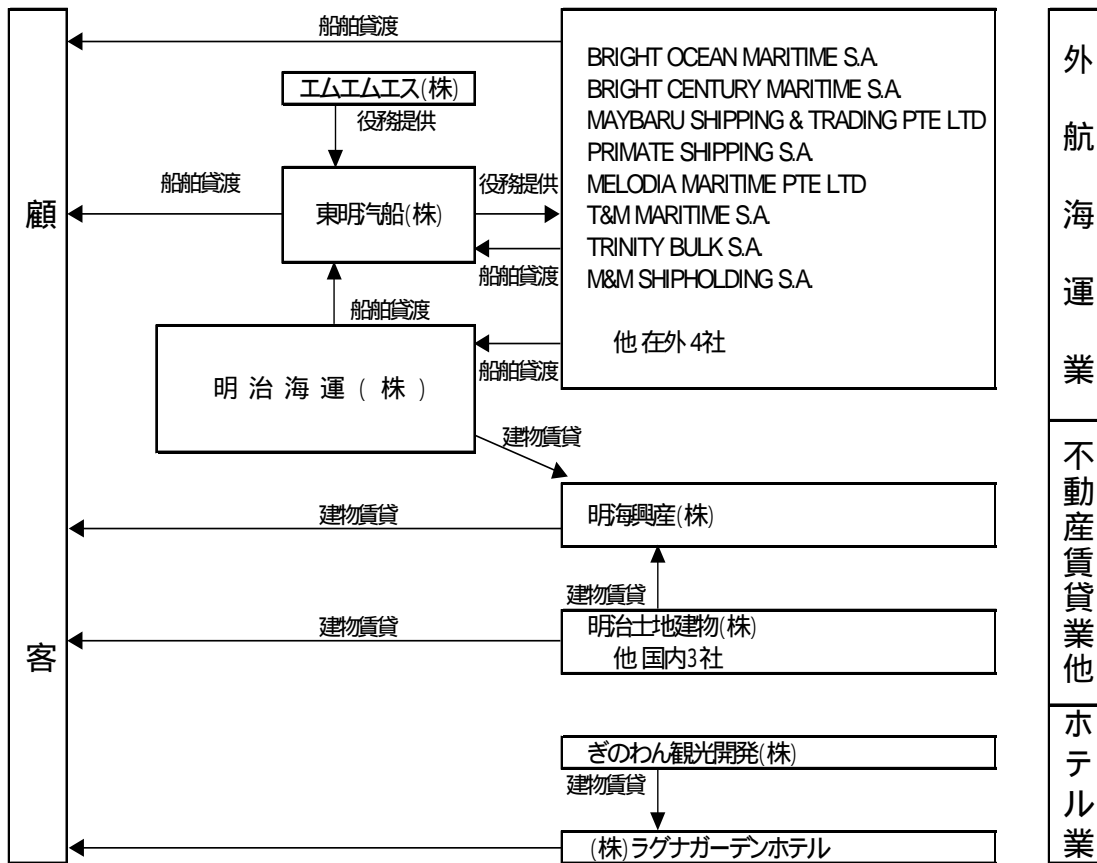 船舶貸渡
エムエムエス(株)
役務提供
船舶貸渡
東明汽船(株)
役務提供
船舶貸渡
船舶貸渡
明治海運(株)
船舶貸渡
BRIGHT OCEAN MARITIME S.A.
BRIGHT CENTURY MARITIME S.A.
MAYBARU SHIPPING & TRADING PTE LTD
PRIMATE SHIPPING S.A.
MELODIA MARITIME PTE LTD
T&M MARITIME S.A.
TRINITY BULK S.A.
M&M SHIPHOLDING S.A.
他 在外 4社
建物賃貸
建物賃貸
明海興産(株)
建物賃貸
建物賃貸
明治土地建物(株)
他 国内3社
ぎのわん観光開発(株)
建物賃貸
(株)ラグナガーデンホテル
顧客
外航海運業
不動産賃貸業他
ホテル業